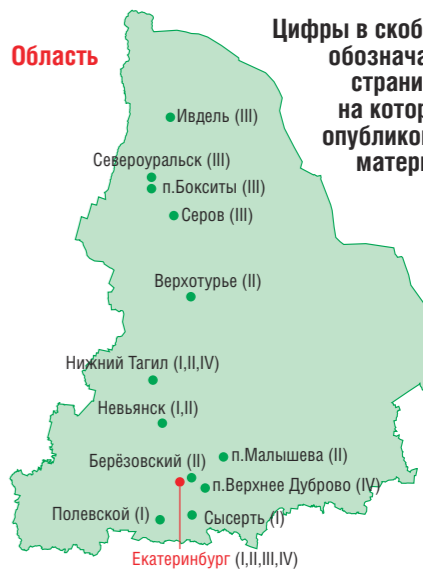 Область
Цифры в скоб
обознача
страни
на котор
опубликов
матери
Ивдель (III)
Североуральск (III)
п.Бокситы (III)
Серов (III)
Верхотурье (II)
Нижний Тагил (I,II,IV)
Невьянск (I,II)
п.Малышева (II)
Берёзовский (II)
п.Верхнее Дуброво (IV)
Полевской (I)
Сысерть (I)
Екатеринбург (I,II,III,IV)